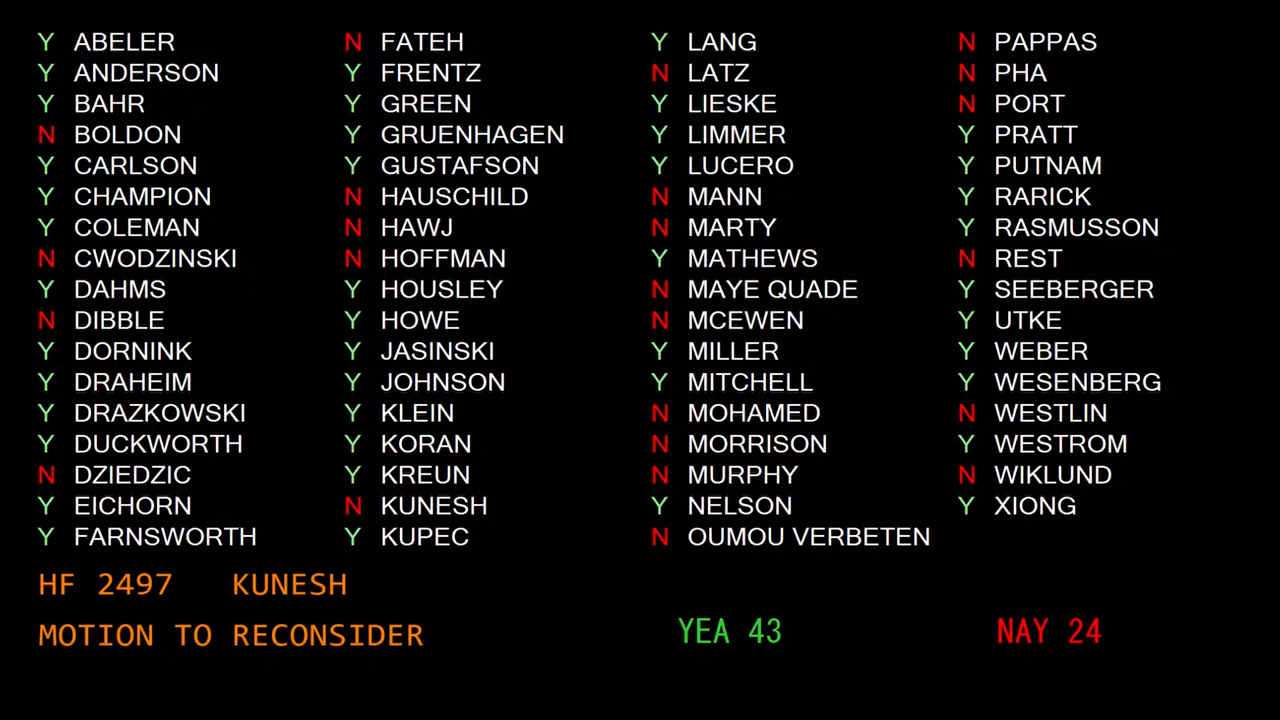 Y ABELER
Y ANDERSON
Y BAHR
N BOLDON
Y CARLSON
Y CHAMPION
Y COLEMAN
N CWODZINSKI
Y DAHMS
N DIBBLE
Y DORNINK
Y DRAHEIM
Y DRAZKOWSKI
Y DUCKWORTH
N DZIEDZIC
Y EICHORN
Y FARNSWORTH
N FATEH
Y FRENTZ
Y GREEN
Y GRUENHAGEN
Y GUSTAFSON
N HAUSCHILD
N HAWJ
N HOFFMAN
Y HOUSLEY
Y HOWE
Y JASINSKI
Y JOHNSON
Y KLEIN
Y KORAN
Y KREUN
N KUNESH
Y KUPEC
Y LANG
N LATZ
Y LIESKE
Y LIMMER
Y LUCERO
N MANN
N MARTY
Y MATHEWS
N MAYE QUADE
N MCEWEN
Y MILLER
Y MITCHELL
N MOHAMED
N MORRISON
N MURPHY
Y NELSON
N OUMOU VERBETEN
N PAPPAS
N PHA
N PORT
Y PRATT
Y PUTNAM
Y RARICK
Y RASMUSSON
N REST
Y SEEBERGER
Y UTKE
Y WEBER
Y WESENBERG
N WESTLIN
Y WESTROM
N WIKLUND
Y XIONG
HF 2497 KUNESH
MOTION TO RECONSIDER
YEA 43
NAY 24